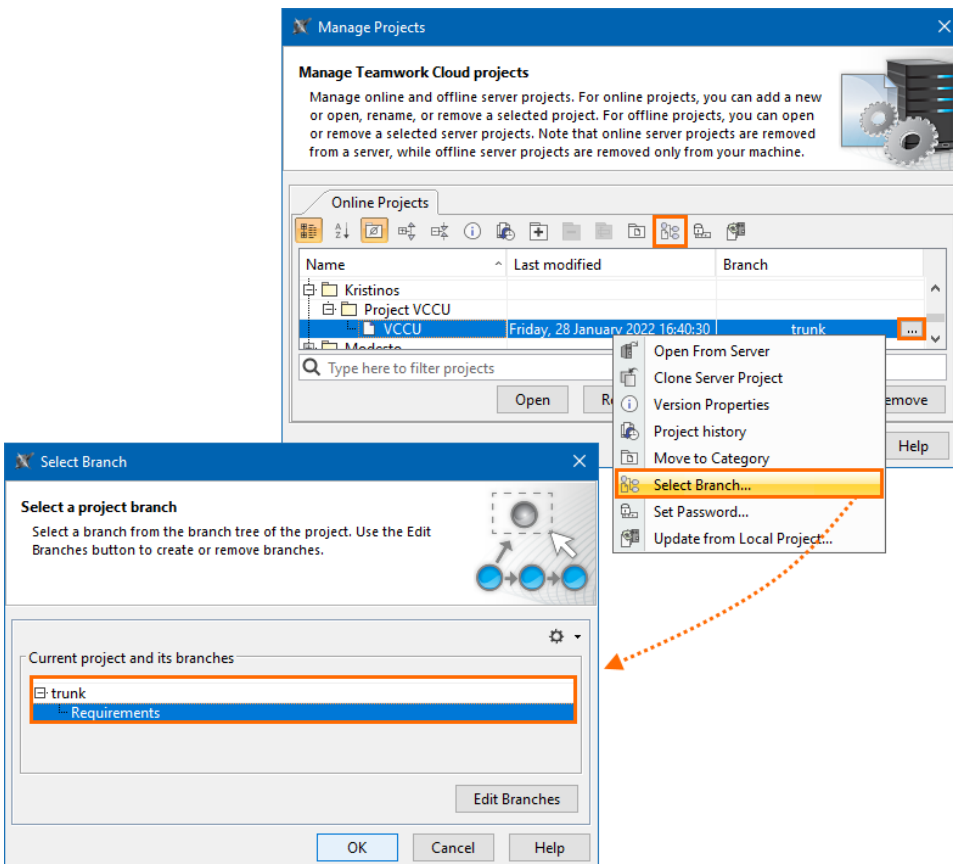 Manage Projects
Manage Teamwork Cloud projects
Manage online and offline server projects. For online projects, you can add a new
or open, rename, or remove a selected project. For offline projects, you can open
or remove a selected server projects. Note that online server projects are removed
from a server, while offline server projects are removed only from your machine.
Online Projects
Name Last modified Branch
Kristinos
Project VCCU
VCCU Friday, 28 January 2022 16:40:30 trunk ...
Modesto
Type here to filter projects
Open Re emove
Help
Open From Server
Clone Server Project
Version Properties
Project history
Move to Category
Select Branch...
Set Password...
Update from Local Project...
Select Branch
Select a project branch
Select a branch from the branch tree of the project. Use the Edit
Branches button to create or remove branches.
Current project and its branches
trunk
Requirements
Edit Branches
OK Cancel Help